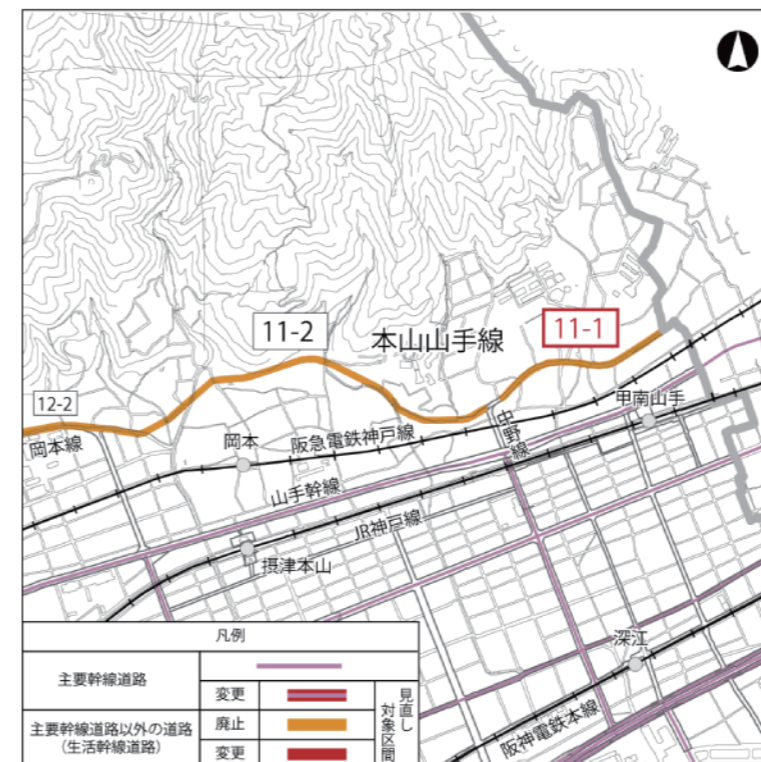 11-2
本山山手線
11-1
12-2
岡本線
岡本
阪急電鉄神戸線
中野線
甲南山手
山手幹線
JR神戸線
摂津本山
深江
阪神電鉄本線
凡例
主要幹線道路
変更
主要幹線道路以外の道路
(生活幹線道路)
廃止
変更
見直し
対象区間